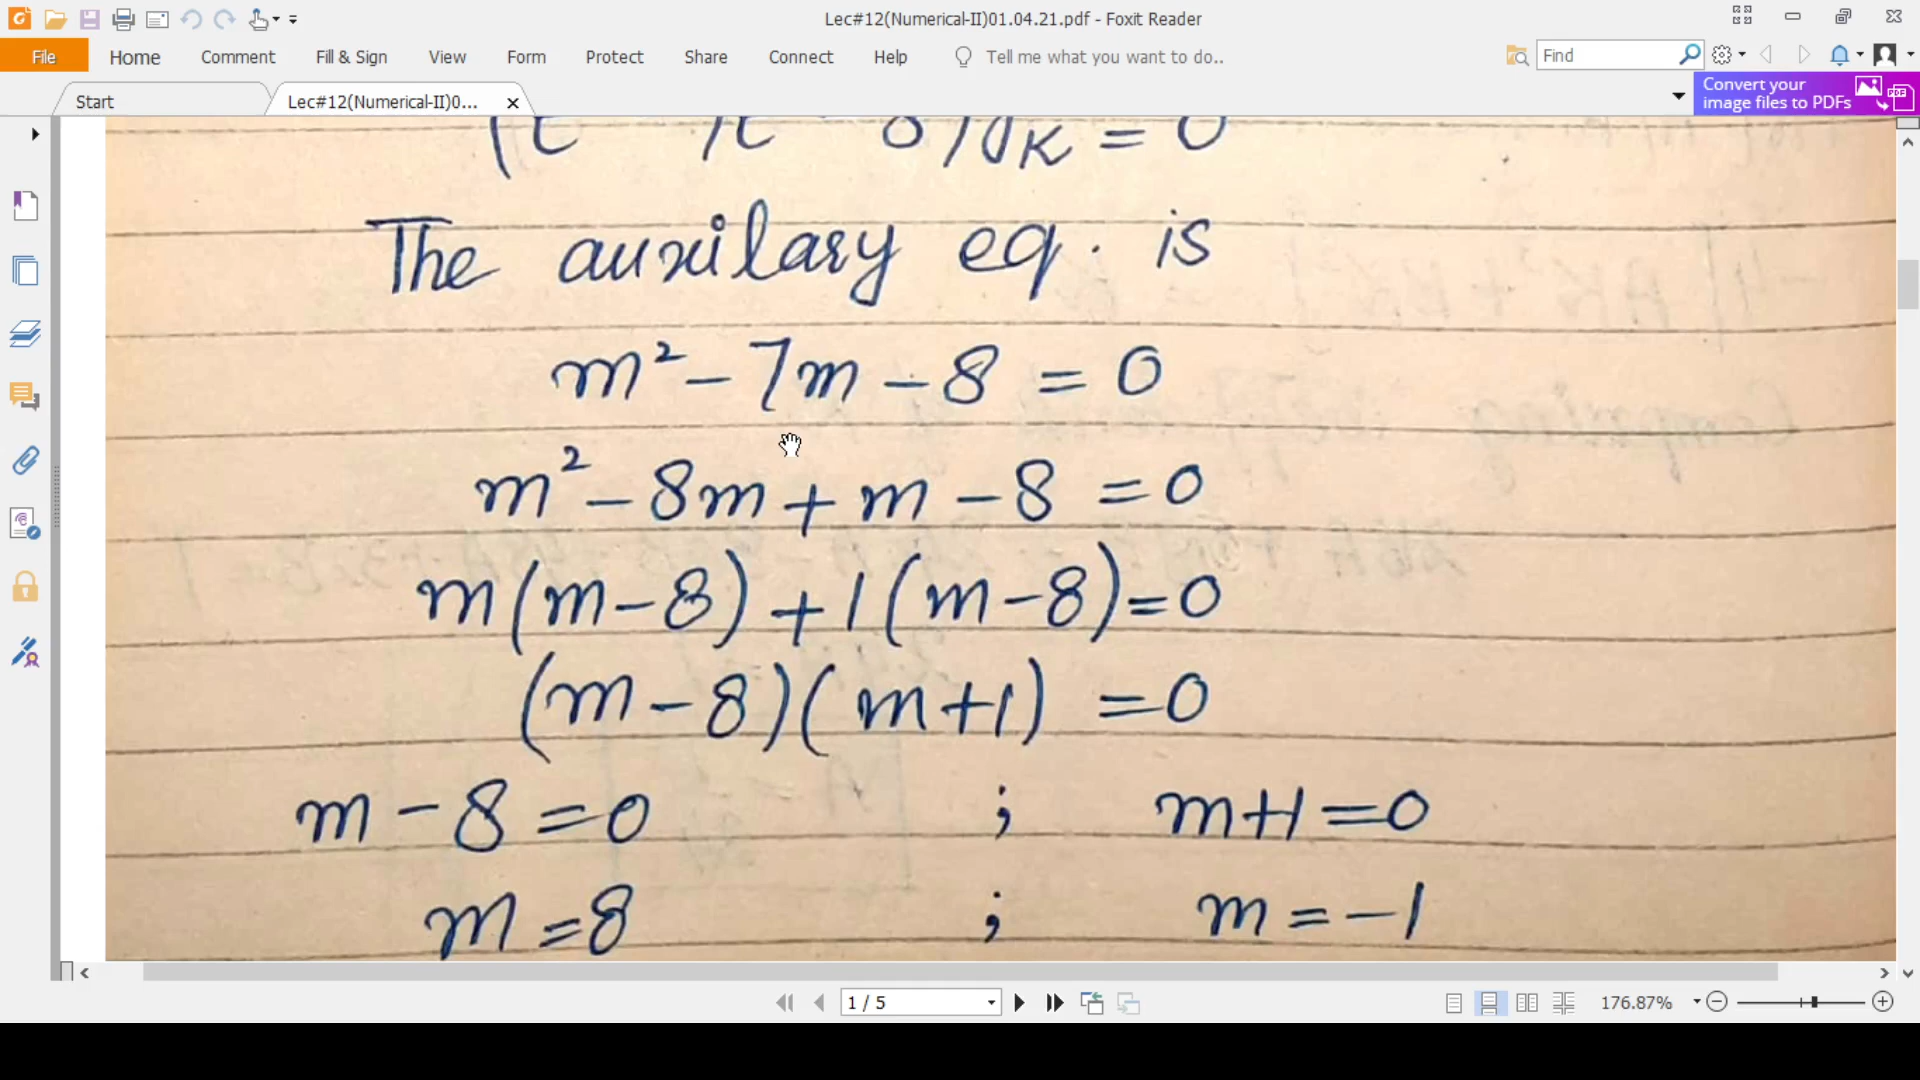 Lec#12(Numerical-II)01.04.21.pdf - Foxit Reader
File Home Comment Fill & Sign View Form Protect Share Connect Help Tell me what you want to do.. Find
Start Lec#12(Numerical-II)0... Convert your
image files to PDFs
= 0
The auxilary eq. is
m² - 7m - 8 = 0
m² - 8m + m - 8 = 0
m(m-8) + 1(m-8) = 0
(m-8)(m+1) = 0
m - 8 = 0 ; m+1 = 0
m = 8 ; m = -1
1 / 5 176.87%